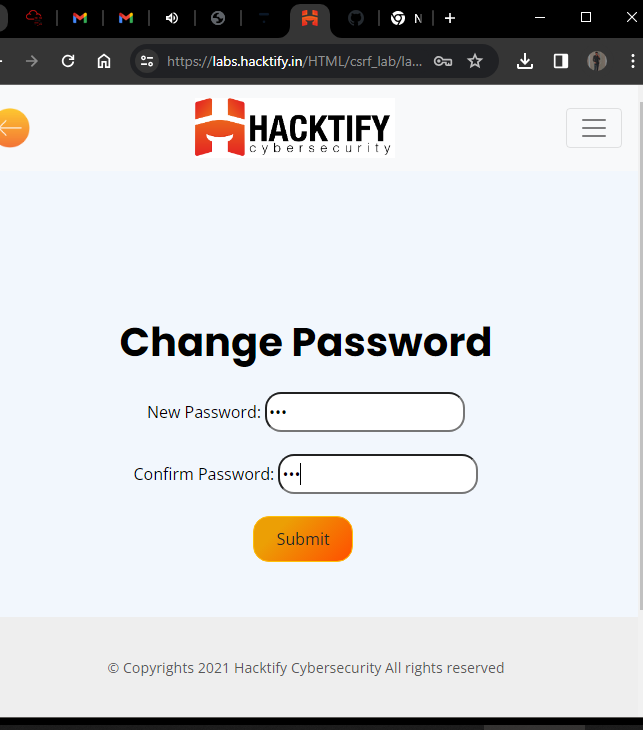 N
https://labs.hacktify.in/HTML/csrf_lab/la...
HACKTIFY
cybersecurity
Change Password
New Password: •••
Confirm Password: •••
Submit
© Copyrights 2021 Hacktify Cybersecurity All rights reserved